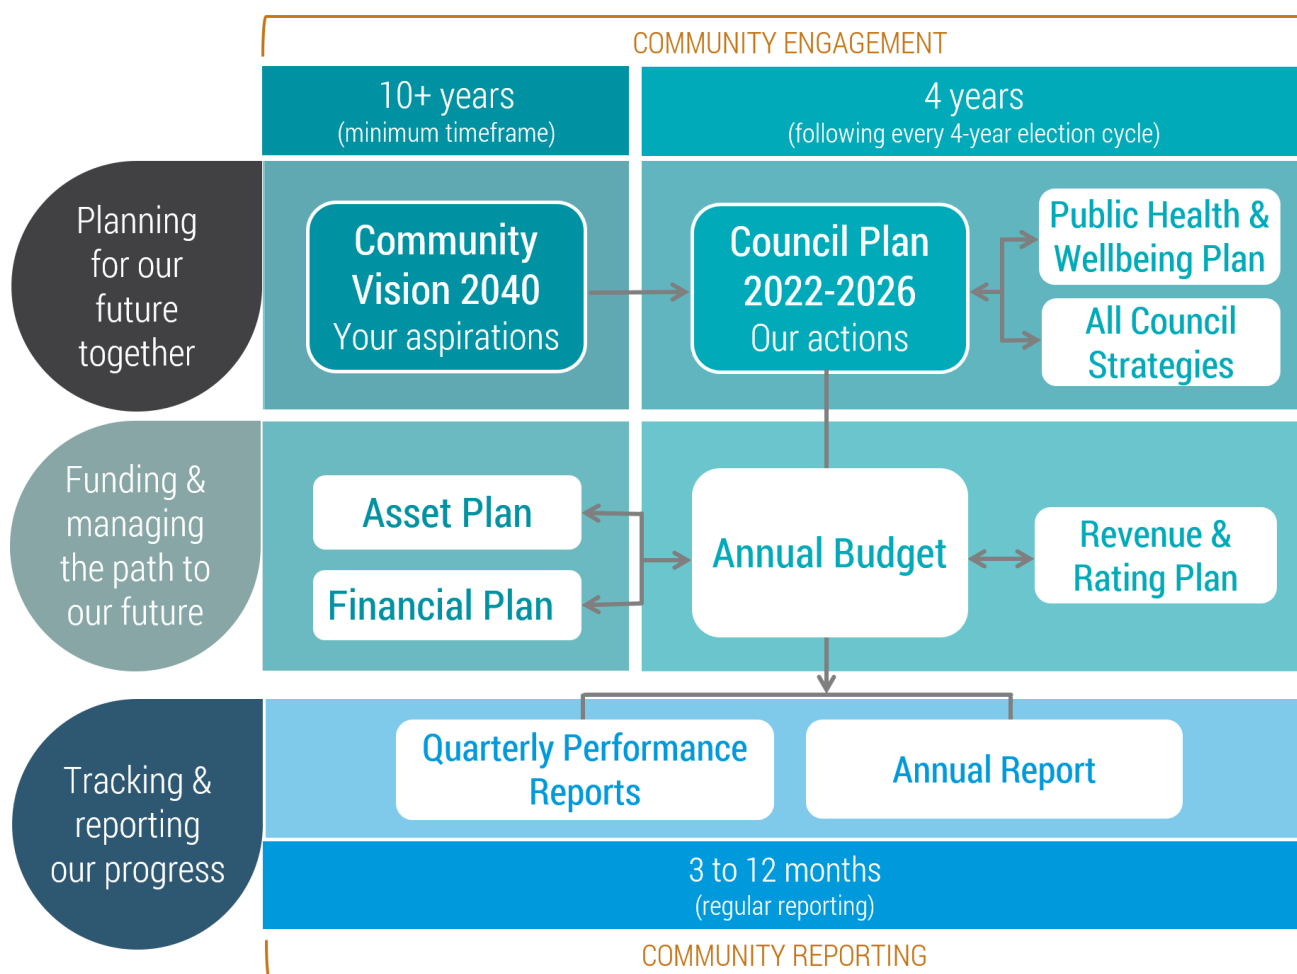 COMMUNITY ENGAGEMENT
10+ years
(minimum timeframe)
4 years
(following every 4-year election cycle)
Planning
for our
future
together
Community
Vision 2040
Your aspirations
Council Plan
2022-2026
Our actions
Public Health &
Wellbeing Plan
All Council
Strategies
Funding &
managing
the path to
our future
Asset Plan
Financial Plan
Annual Budget
Revenue &
Rating Plan
Tracking &
reporting
our progress
Quarterly Performance
Reports
Annual Report
3 to 12 months
(regular reporting)
COMMUNITY REPORTING